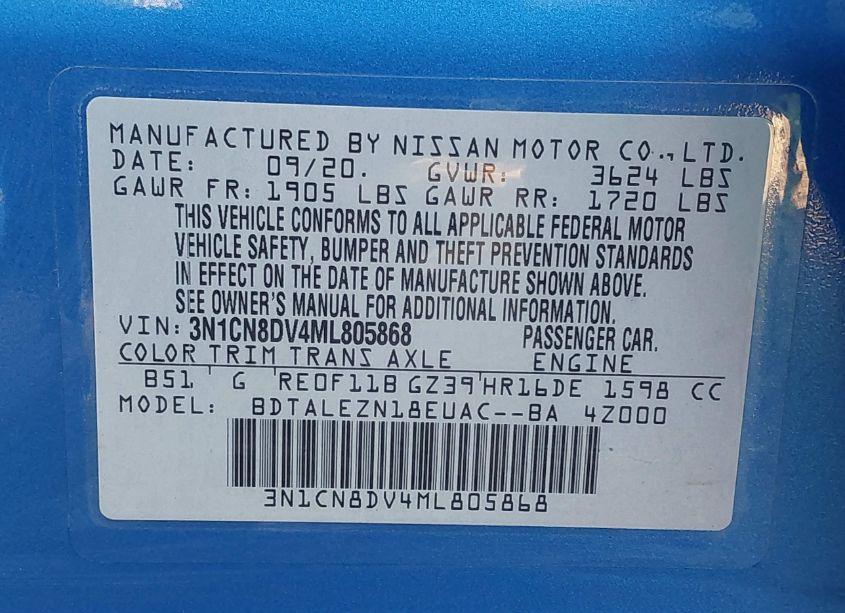 MANUFACTURED BY NISSAN MOTOR CO.,LTD.
DATE: 09/20. GVWR: 3624 LBS
GAWR FR: 1905 LBS GAWR RR: 1720 LBS
THIS VEHICLE CONFORMS TO ALL APPLICABLE FEDERAL MOTOR
VEHICLE SAFETY, BUMPER AND THEFT PREVENTION STANDARDS
IN EFFECT ON THE DATE OF MANUFACTURE SHOWN ABOVE.
SEE OWNER'S MANUAL FOR ADDITIONAL INFORMATION.
VIN: 3N1CN8DV4ML805868 PASSENGER CAR.
COLOR TRIM TRANS AXLE ENGINE
B51 G RE0F11B GZ39 HR16DE 1598 CC
MODEL: BDTALEZN18EUAC--BA 4Z000
3N1CN8DV4ML805868